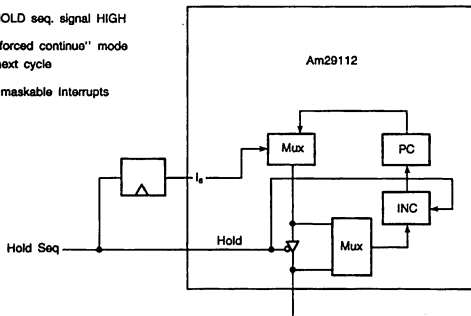 HOLD seq. signal HIGH
forced continue" mode
next cycle
maskable interrupts
Am29112
Mux
PC
I₆
INC
Mux
Hold Seq
Hold